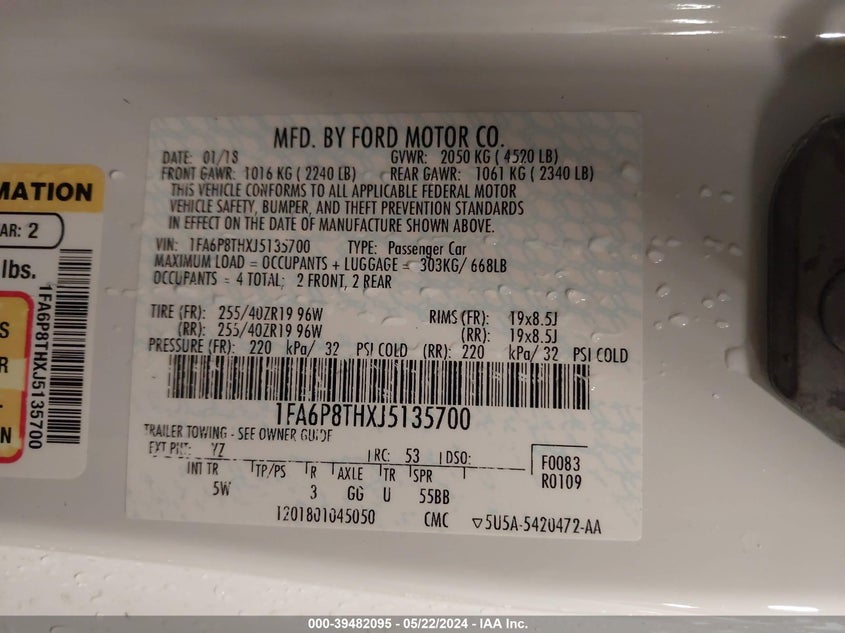 MATION
AR: 2
lbs.
S
R
N
1FA6P8THXJ5135700
MFD. BY FORD MOTOR CO.
DATE: 01/18 GVWR: 2050 KG ( 4520 LB)
FRONT GAWR: 1016 KG ( 2240 LB) REAR GAWR: 1061 KG ( 2340 LB)
THIS VEHICLE CONFORMS TO ALL APPLICABLE FEDERAL MOTOR
VEHICLE SAFETY, BUMPER, AND THEFT PREVENTION STANDARDS
IN EFFECT ON THE DATE OF MANUFACTURE SHOWN ABOVE.
VIN: 1FA6P8THXJ5135700 TYPE: Passenger Car
MAXIMUM LOAD = OCCUPANTS + LUGGAGE = 303KG/ 668LB
OCCUPANTS = 4 TOTAL; 2 FRONT, 2 REAR
TIRE (FR): 255/40ZR19 96W RIMS (FR): 19x8.5J
(RR): 255/40ZR19 96W (RR): 19x8.5J
PRESSURE (FR): 220 kPa/ 32 PSI COLD (RR): 220 kPa/ 32 PSI COLD
1FA6P8THXJ5135700
TRAILER TOWING - SEE OWNER GUIDE
EXT PNT: YZ RC: 53 DSO: F0083
INT TR TP/PS R AXLE TR SPR R0109
5W 3 GG U 55BB
1201801045050 CMC ▽5U5A-5420472-AA
000-39482095 - 05/22/2024 - IAA Inc.